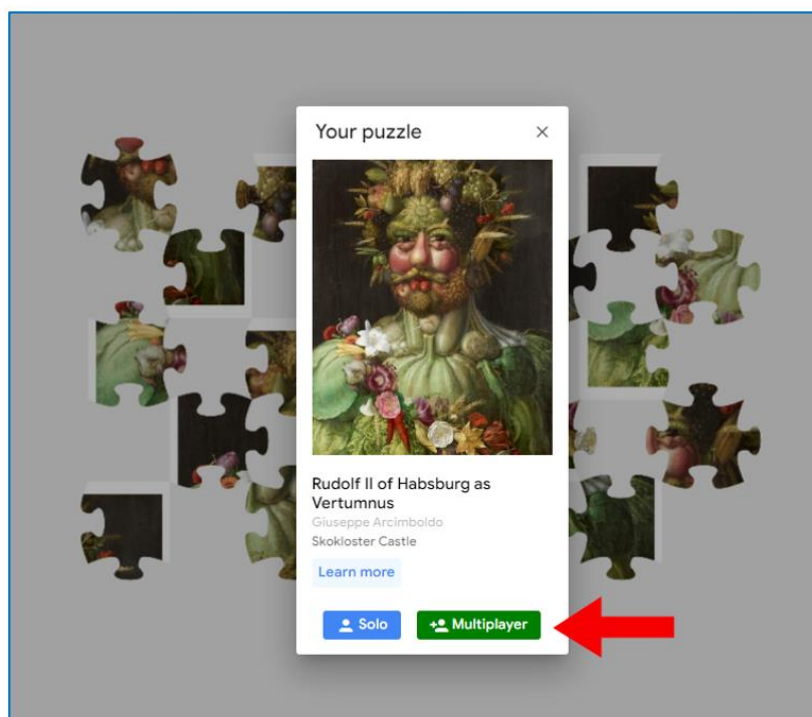 Your puzzle
Rudolf II of Habsburg as
Vertumnus
Giuseppe Arcimboldo
Skokloster Castle
Learn more
Solo
Multiplayer